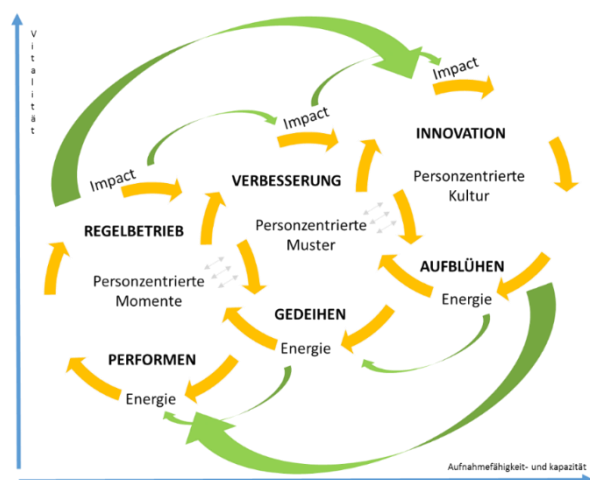 Vitalität
Impact
Impact
Impact
INNOVATION
Personzentrierte
Kultur
VERBESSERUNG
Personzentrierte
Muster
REGELBETRIEB
Personzentrierte
Momente
AUFBLÜHEN
Energie
GEDEIHEN
Energie
PERFORMEN
Energie
Aufnahmefähigkeit- und kapazität